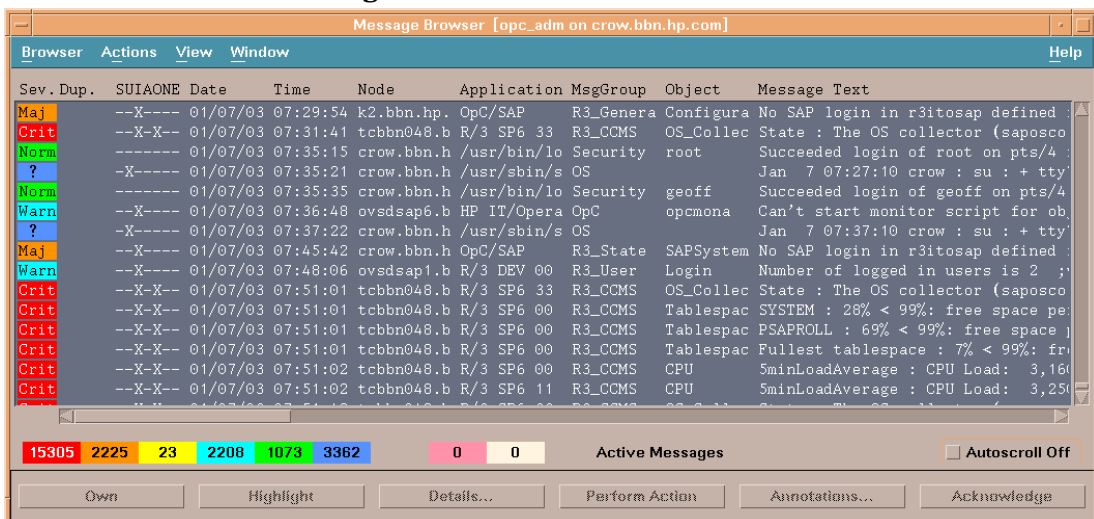 Message Browser [opc_adm on crow.bbn.hp.com]
Browser Actions View Window Help
Sev. Dup. SUIAONE Date Time Node Application MsgGroup Object Message Text
Maj --X---- 01/07/03 07:29:54 k2.bbn.hp. OpC/SAP R3_Genera Configura No SAP login in r3itosap defined
Crit --X-X-- 01/07/03 07:31:41 tcbbn048.b R/3 SP6 33 R3_CCMS OS_Collec State : The OS collector (saposco
Norm ------- 01/07/03 07:35:15 crow.bbn.h /usr/bin/lo Security root Succeeded login of root on pts/4
? -X----- 01/07/03 07:35:21 crow.bbn.h /usr/sbin/s OS Jan 7 07:27:10 crow : su : + tty
Norm ------- 01/07/03 07:35:35 crow.bbn.h /usr/bin/lo Security geoff Succeeded login of geoff on pts/4
Warn --X---- 01/07/03 07:36:48 ovsdsap6.b HP IT/Opera OpC opcmona Can't start monitor script for ob
? -X----- 01/07/03 07:37:22 crow.bbn.h /usr/sbin/s OS Jan 7 07:37:10 crow : su : + tty
Maj --X---- 01/07/03 07:45:42 crow.bbn.h OpC/SAP R3_State SAPSystem No SAP login in r3itosap defined
Warn --X---- 01/07/03 07:48:06 ovsdsap1.b R/3 DEV 00 R3_User Login Number of logged in users is 2 ;
Crit --X-X-- 01/07/03 07:51:01 tcbbn048.b R/3 SP6 33 R3_CCMS OS_Collec State : The OS collector (saposco
Crit --X-X-- 01/07/03 07:51:01 tcbbn048.b R/3 SP6 00 R3_CCMS Tablespac SYSTEM : 28% < 99%: free space pe
Crit --X-X-- 01/07/03 07:51:01 tcbbn048.b R/3 SP6 00 R3_CCMS Tablespac PSAPROLL : 69% < 99%: free space
Crit --X-X-- 01/07/03 07:51:01 tcbbn048.b R/3 SP6 00 R3_CCMS Tablespac Fullest tablespace : 7% < 99%: fr
Crit --X-X-- 01/07/03 07:51:02 tcbbn048.b R/3 SP6 00 R3_CCMS CPU 5minLoadAverage : CPU Load: 3,16
Crit --X-X-- 01/07/03 07:51:02 tcbbn048.b R/3 SP6 11 R3_CCMS CPU 5minLoadAverage : CPU Load: 3,25
15305 2225 23 2208 1073 3362 0 0 Active Messages Autoscroll Off
Own Highlight Details... Perform Action Annotations... Acknowledge